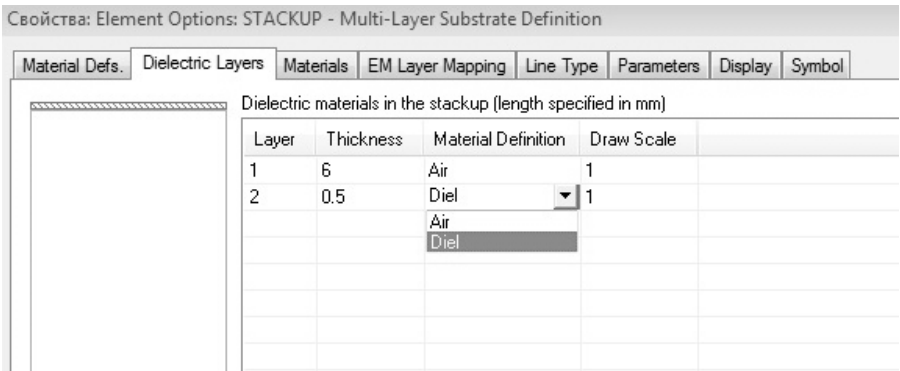 Свойства: Element Options: STACKUP - Multi-Layer Substrate Definition
Material Defs. Dielectric Layers Materials EM Layer Mapping Line Type Parameters Display Symbol
Dielectric materials in the stackup (length specified in mm)
Layer Thickness Material Definition Draw Scale
1 6 Air 1
2 0.5 Diel 1
Air
Diel